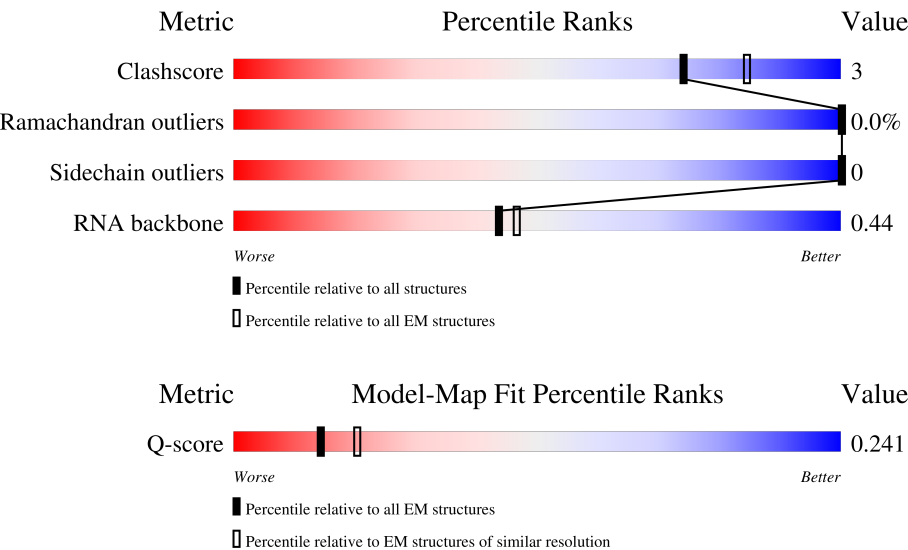 Metric Percentile Ranks Value
Clashscore 3
Ramachandran outliers 0.0%
Sidechain outliers 0
RNA backbone 0.44
Worse Better
Percentile relative to all structures
Percentile relative to all EM structures
Metric Model-Map Fit Percentile Ranks Value
Q-score 0.241
Worse Better
Percentile relative to all EM structures
Percentile relative to EM structures of similar resolution